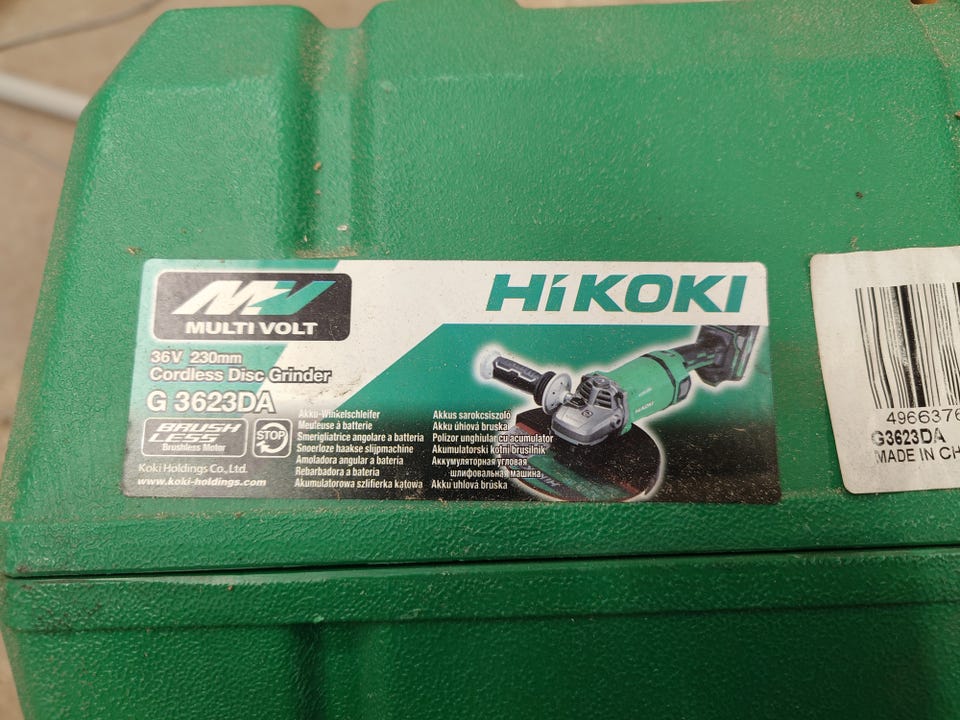 MV
MULTI VOLT
HiKOKI
36V 230mm
Cordless Disc Grinder
G 3623DA
BRUSH
LESS
Brushless Motor
STOP
Koki Holdings Co., Ltd.
www.koki-holdings.com
Akku-Winkelschleifer
Meuleuse à batterie
Smerigliatrice angolare a batteria
Snoerloze haakse slijpmachine
Amoladora angular a batería
Rebarbadora a bateria
Akumulatorowa szlifierka kątowa
Akkus sarokcsiszoló
Akku úhlová bruska
Polizor unghiular cu acumulator
Akumulatorski kotni brusilnik
Аккумуляторная угловая
шлифовальная машина
Akku uhlová brúska
HiKOKI
4966376
G3623DA
MADE IN CH